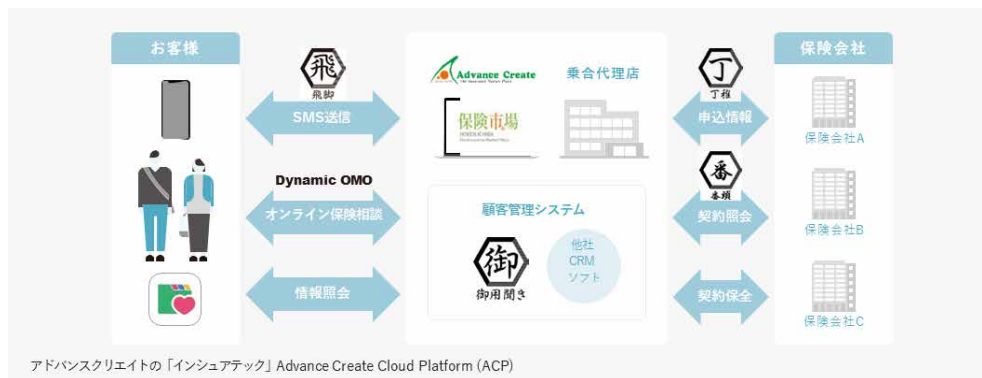 お客様
飛
飛脚
SMS送信
Dynamic OMO
オンライン保険相談
情報照会
Advance Create
乗合代理店
保険市場
顧客管理システム
御
御用聞き
他社
CRM
ソフト
丁
丁稚
申込情報
番
番頭
契約照会
契約保全
保険会社
保険会社A
保険会社B
保険会社C
アドバンスクリエイトの「インシュアテック」Advance Create Cloud Platform (ACP)